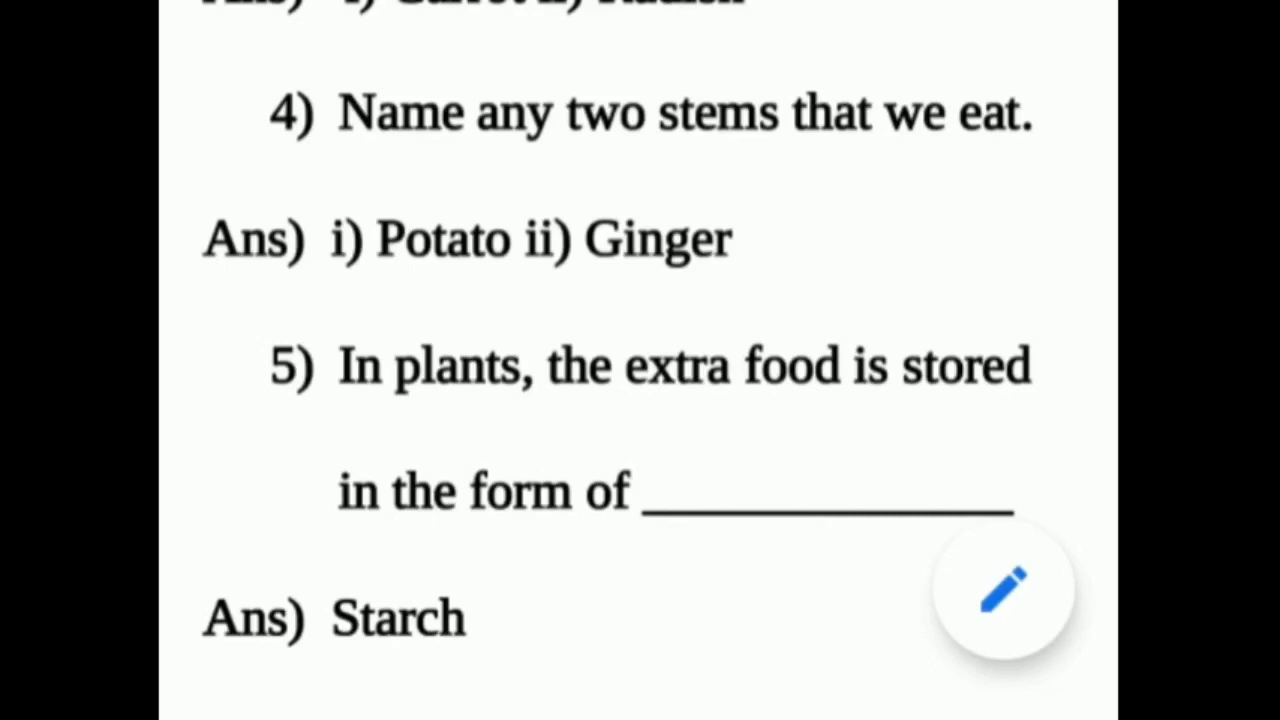 4) Name any two stems that we eat.
Ans) i) Potato ii) Ginger
5) In plants, the extra food is stored
in the form of ____________
Ans) Starch